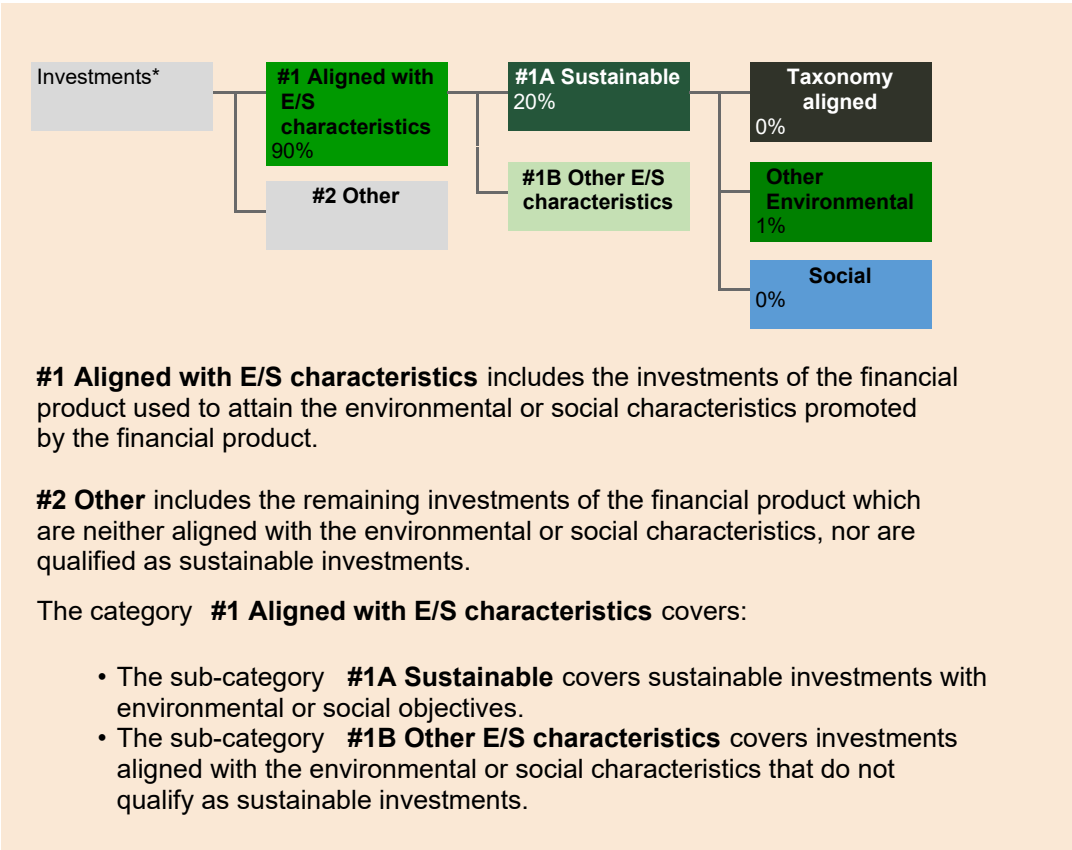 Investments*
#1 Aligned with
E/S
characteristics
90%
#2 Other
#1A Sustainable
20%
#1B Other E/S
characteristics
Taxonomy
aligned
0%
Other
Environmental
1%
Social
0%
#1 Aligned with E/S characteristics includes the investments of the financial
product used to attain the environmental or social characteristics promoted
by the financial product.
#2 Other includes the remaining investments of the financial product which
are neither aligned with the environmental or social characteristics, nor are
qualified as sustainable investments.
The category #1 Aligned with E/S characteristics covers:
• The sub-category #1A Sustainable covers sustainable investments with
environmental or social objectives.
• The sub-category #1B Other E/S characteristics covers investments
aligned with the environmental or social characteristics that do not
qualify as sustainable investments.